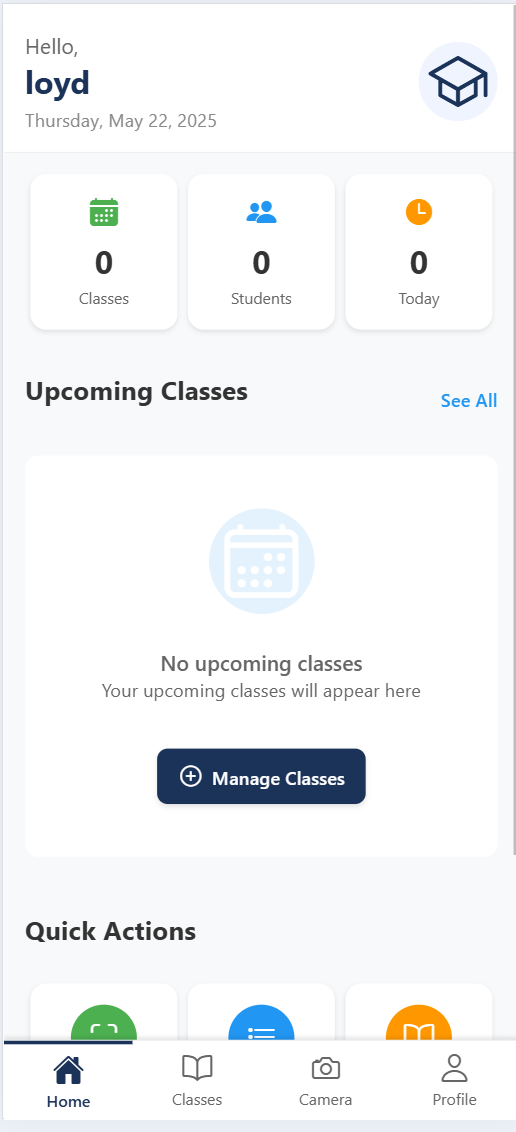 Hello,
loyd
Thursday, May 22, 2025
0
Classes
0
Students
0
Today
Upcoming Classes
See All
No upcoming classes
Your upcoming classes will appear here
Manage Classes
Quick Actions
Home
Classes
Camera
Profile